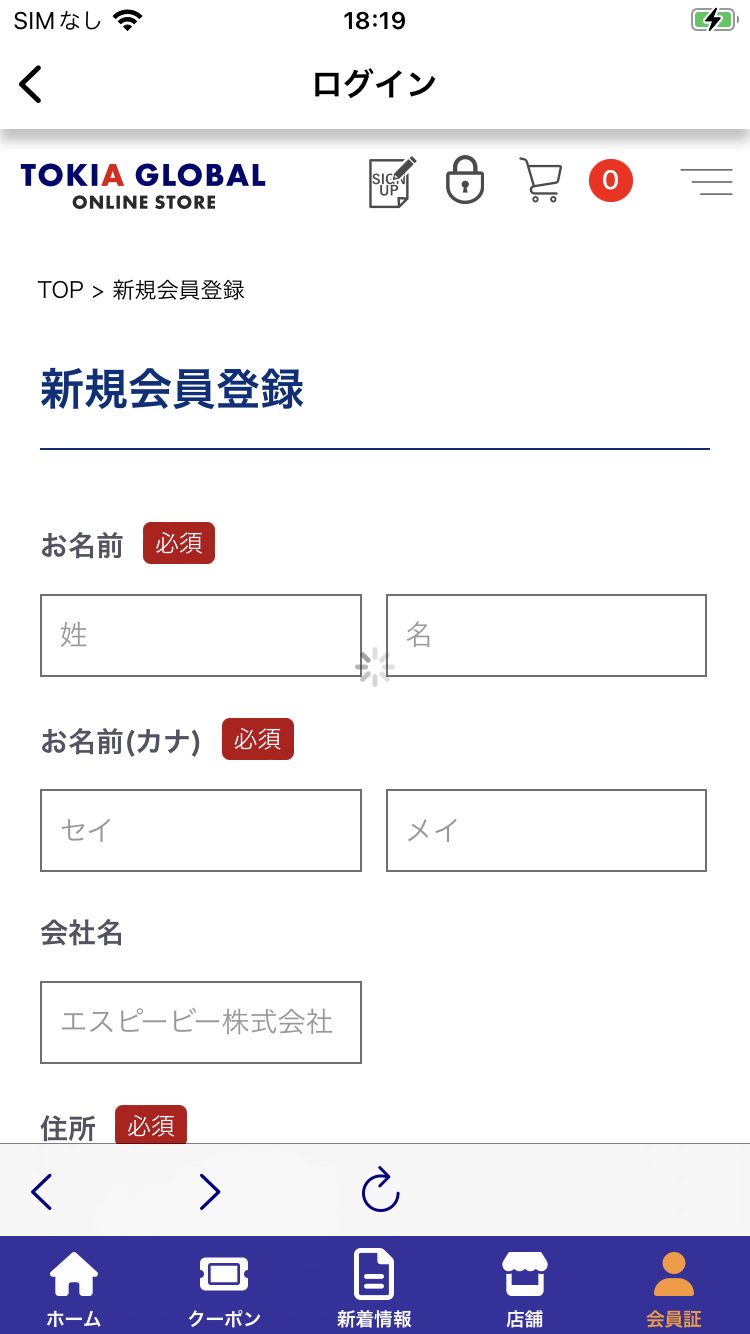 SIMなし 18:19
ログイン
TOKIA GLOBAL
ONLINE STORE
SIGN
UP
0
TOP > 新規会員登録
新規会員登録
お名前 必須
姓 名
お名前(カナ) 必須
セイ メイ
会社名
エスピービー株式会社
住所 必須
ホーム クーポン 新着情報 店舗 会員証